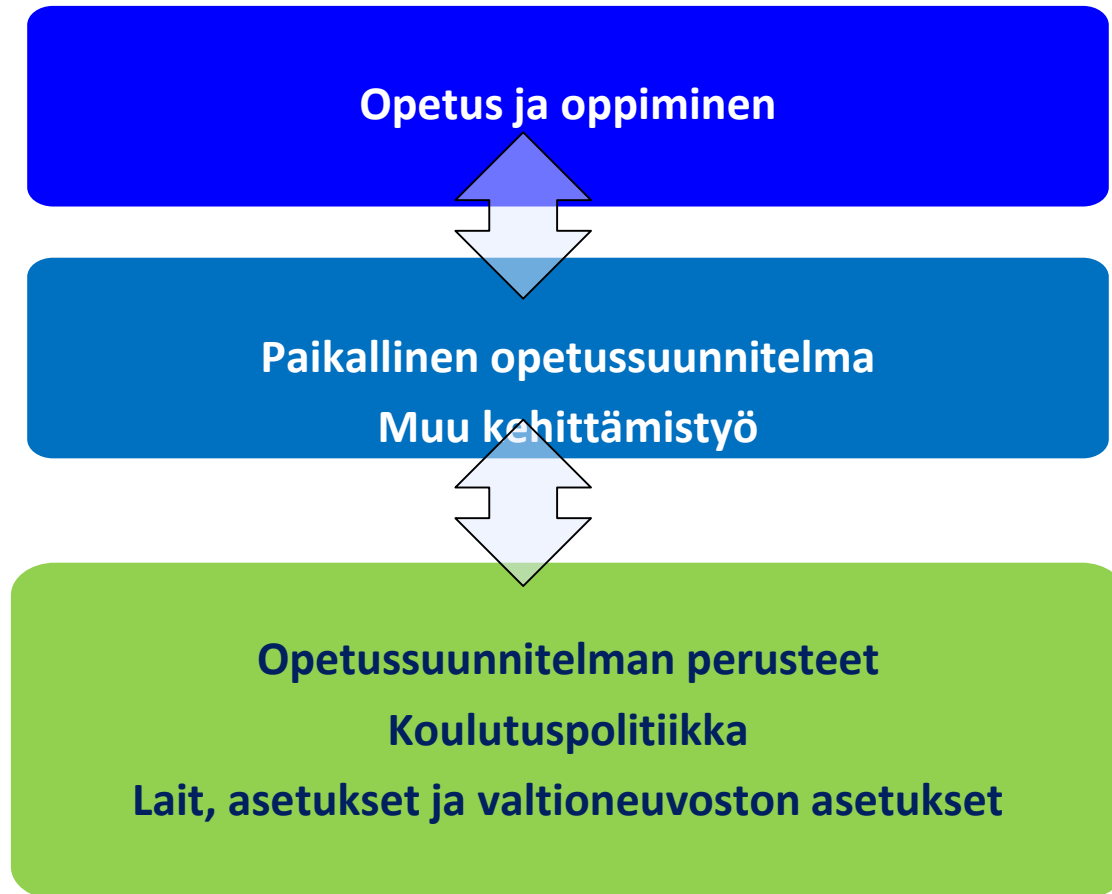 Opetus ja oppiminen
Paikallinen opetussuunnitelma
Muu kehittämistyö
Opetussuunnitelman perusteet
Koulutuspolitiikka
Lait, asetukset ja valtioneuvoston asetukset